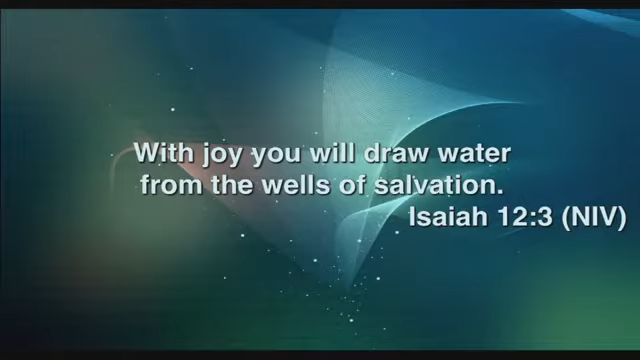 With joy you will draw water
from the wells of salvation.
Isaiah 12:3 (NIV)